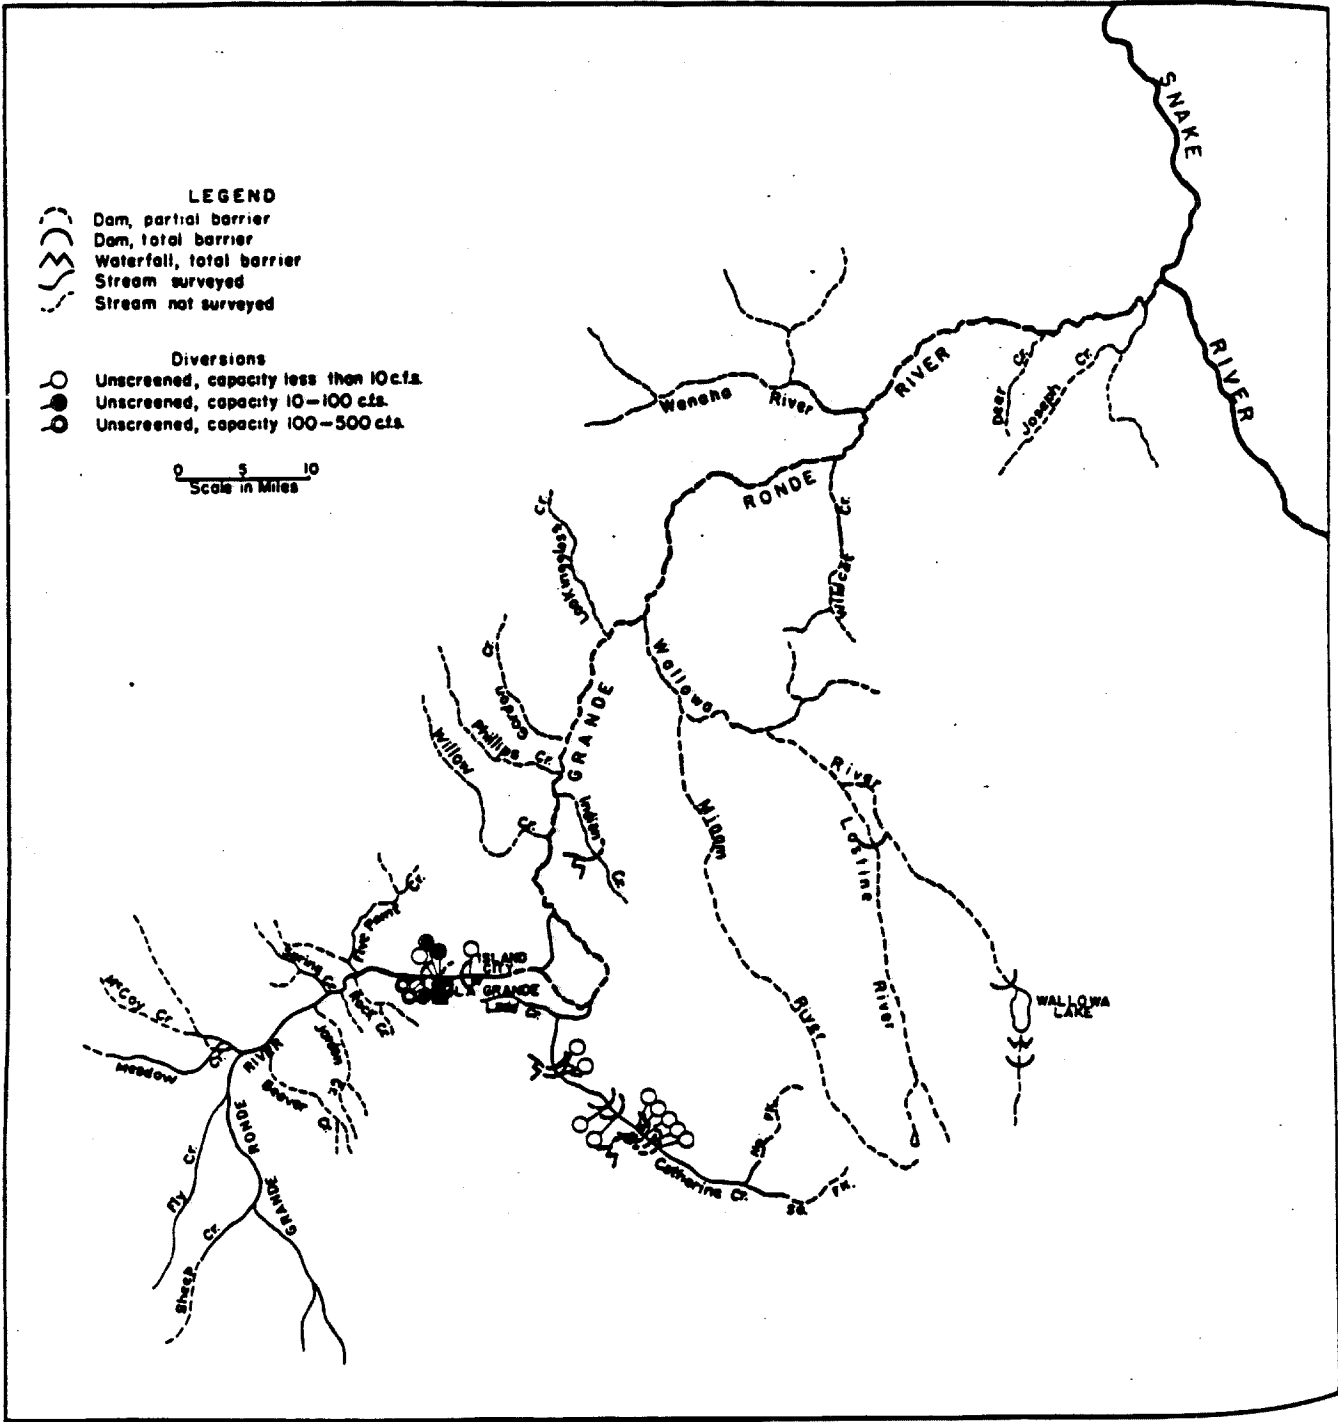 SNAKE
RIVER
LEGEND
Dam, partial barrier
Dam, total barrier
Waterfall, total barrier
Stream surveyed
Stream not surveyed
Diversions
Unscreened, capacity less than 10 c.f.s.
Unscreened, capacity 10-100 c.f.s.
Unscreened, capacity 100-500 c.f.s.
0 5 10
Scale in Miles
Wenaha River
RIVER
Deer Cr.
Joseph Cr.
RONDE
Wildcat Cr.
Lookingglass Cr.
Wallowa
River
GRANDE
Gordon Cr.
Phillips Cr.
Willow
Cr.
Indian
Cr.
Minam
River
Lostine
River
WALLOWA
LAKE
Five Point Cr.
ISLAND
CITY
LA GRANDE
Spring Cr.
Rock Cr.
McCoy Cr.
Meadow
Cr.
RIVER
Jordan
Cr.
Beaver
Cr.
RONDE
GRANDE
Fly Cr.
Sheep Cr.
Catherine Cr.
No. Fk.
So. Fk.